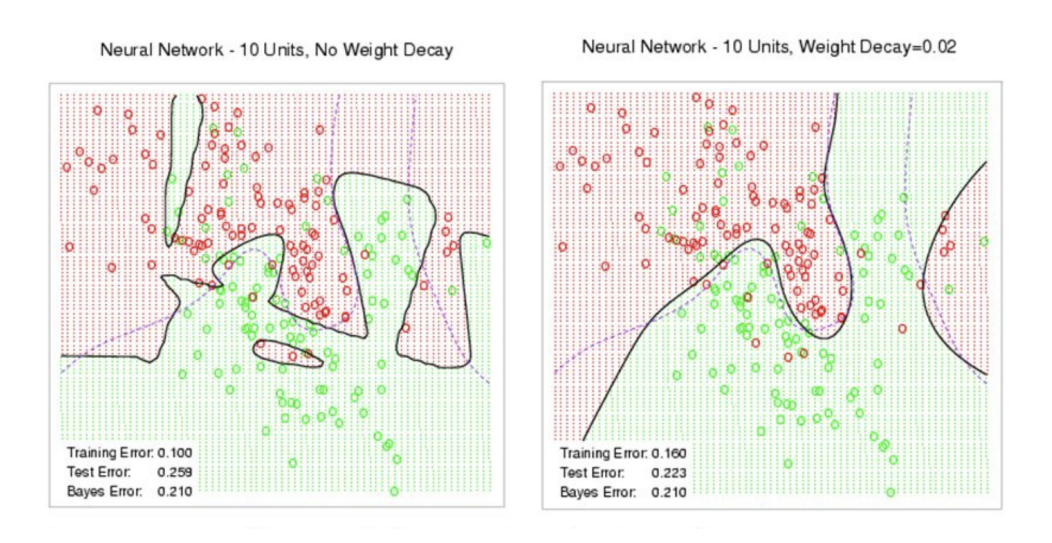 Neural Network - 10 Units, No Weight Decay
Training Error: 0.100
Test Error: 0.259
Bayes Error: 0.210
Neural Network - 10 Units, Weight Decay=0.02
Training Error: 0.160
Test Error: 0.223
Bayes Error: 0.210